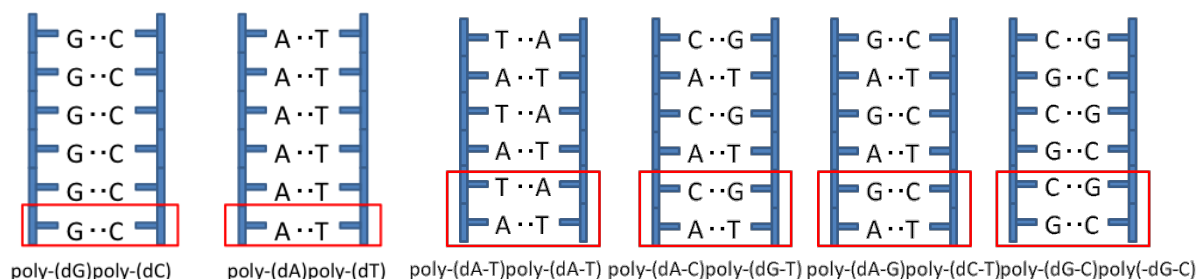 G··C A··T T··A C··G G··C C··G
G··C A··T A··T A··T A··T G··C
G··C A··T T··A C··G G··C C··G
G··C A··T A··T A··T A··T G··C
G··C A··T T··A C··G G··C C··G
G··C A··T A··T A··T A··T G··C
poly-(dG)poly-(dC) poly-(dA)poly-(dT) poly-(dA-T)poly-(dA-T) poly-(dA-C)poly-(dG-T) poly-(dA-G)poly-(dC-T) poly-(dG-C)poly(-dG-C)